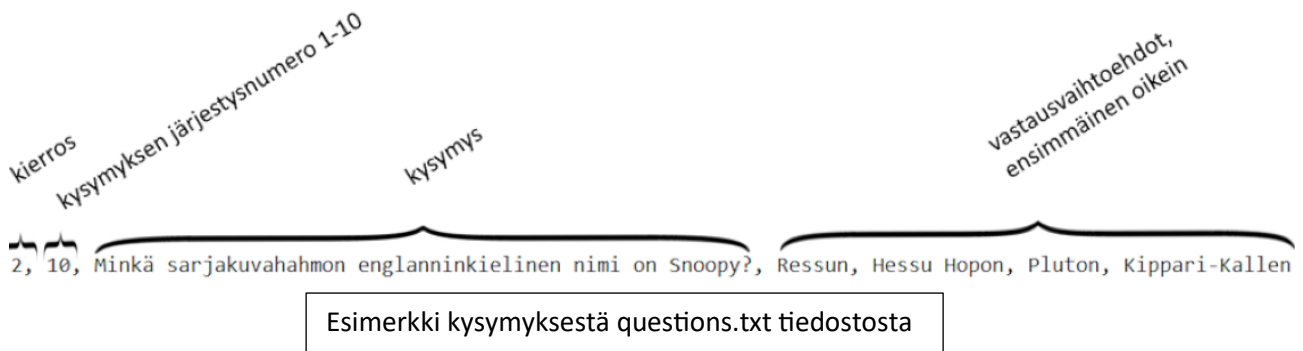 kierros
kysymyksen järjestysnumero 1-10
kysymys
vastausvaihtoehdot,
ensimmäinen oikein
2, 10, Minkä sarjakuvahahmon englanninkielinen nimi on Snoopy?, Ressun, Hessu Hopon, Pluton, Kippari-Kallen
Esimerkki kysymyksestä questions.txt tiedostosta